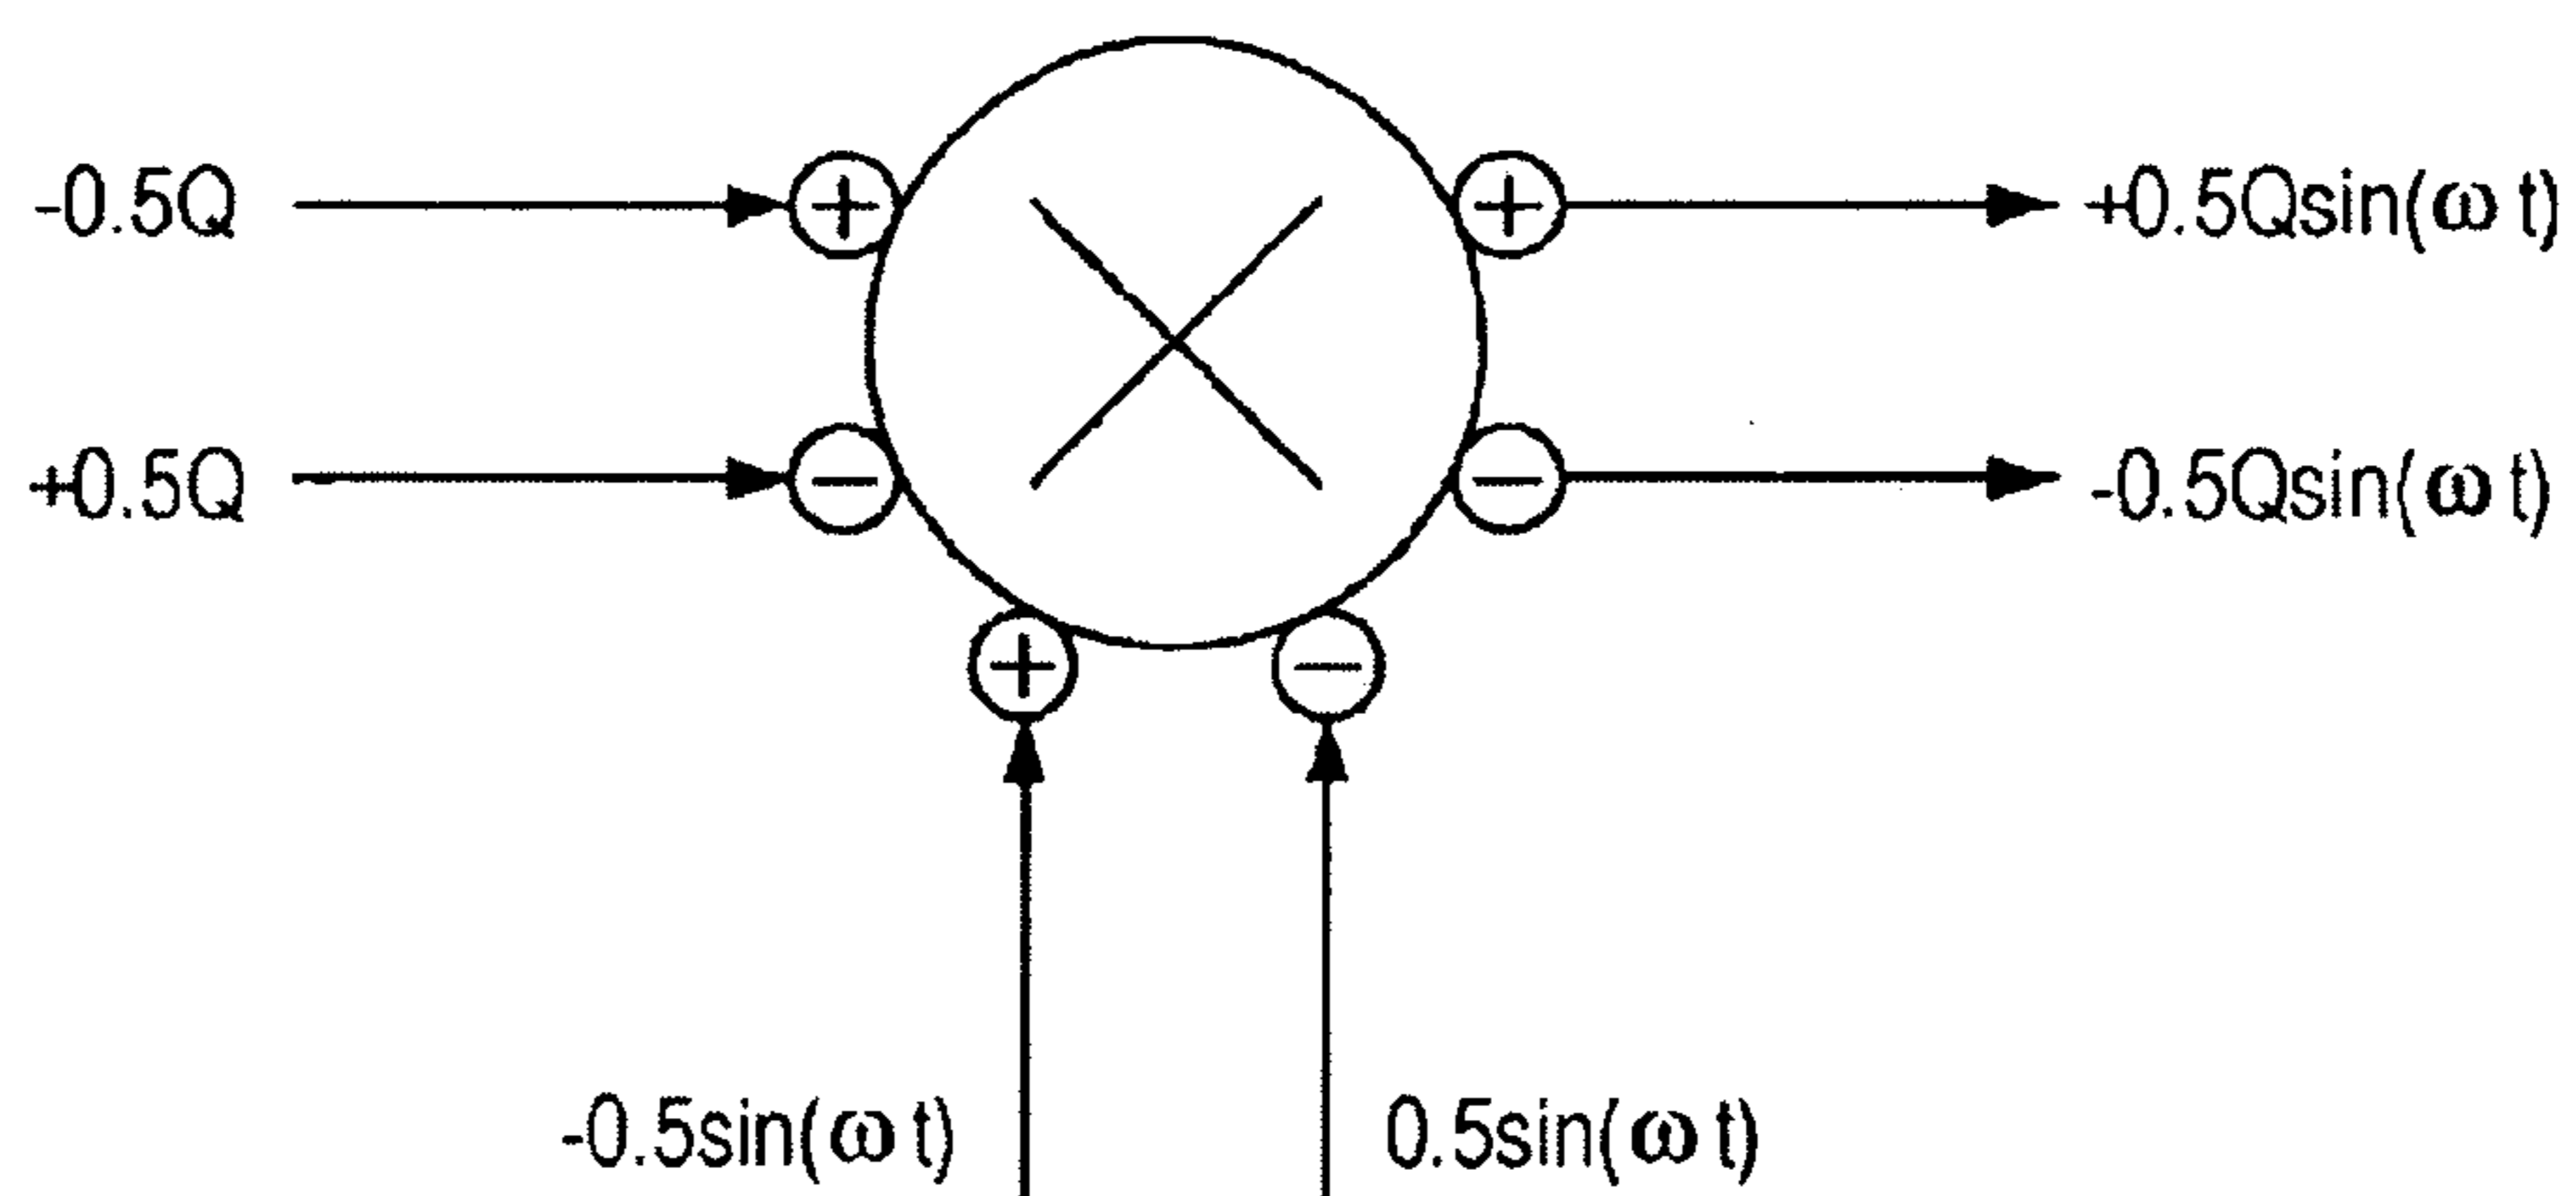 -0.5Q
+0.5Q
+
-
+
-
+
-
+0.5Qsin(ω t)
-0.5Qsin(ω t)
-0.5sin(ω t)
0.5sin(ω t)